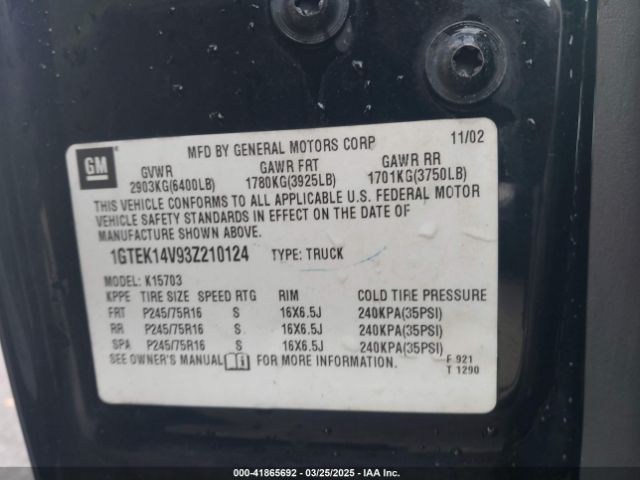 MFD BY GENERAL MOTORS CORP 11/02
GM
GVWR GAWR FRT GAWR RR
2903KG(6400LB) 1780KG(3925LB) 1701KG(3750LB)
THIS VEHICLE CONFORMS TO ALL APPLICABLE U.S. FEDERAL MOTOR
VEHICLE SAFETY STANDARDS IN EFFECT ON THE DATE OF
MANUFACTURE SHOWN ABOVE.
1GTEK14V93Z210124 TYPE: TRUCK
MODEL: K15703
KPPE TIRE SIZE SPEED RTG RIM COLD TIRE PRESSURE
FRT P245/75R16 S 16X6.5J 240KPA(35PSI)
RR P245/75R16 S 16X6.5J 240KPA(35PSI)
SPA P245/75R16 S 16X6.5J 240KPA(35PSI)
SEE OWNER'S MANUAL FOR MORE INFORMATION.
F 921
T 1290
000-41865692 / 03/25/2025 / IAA Inc.